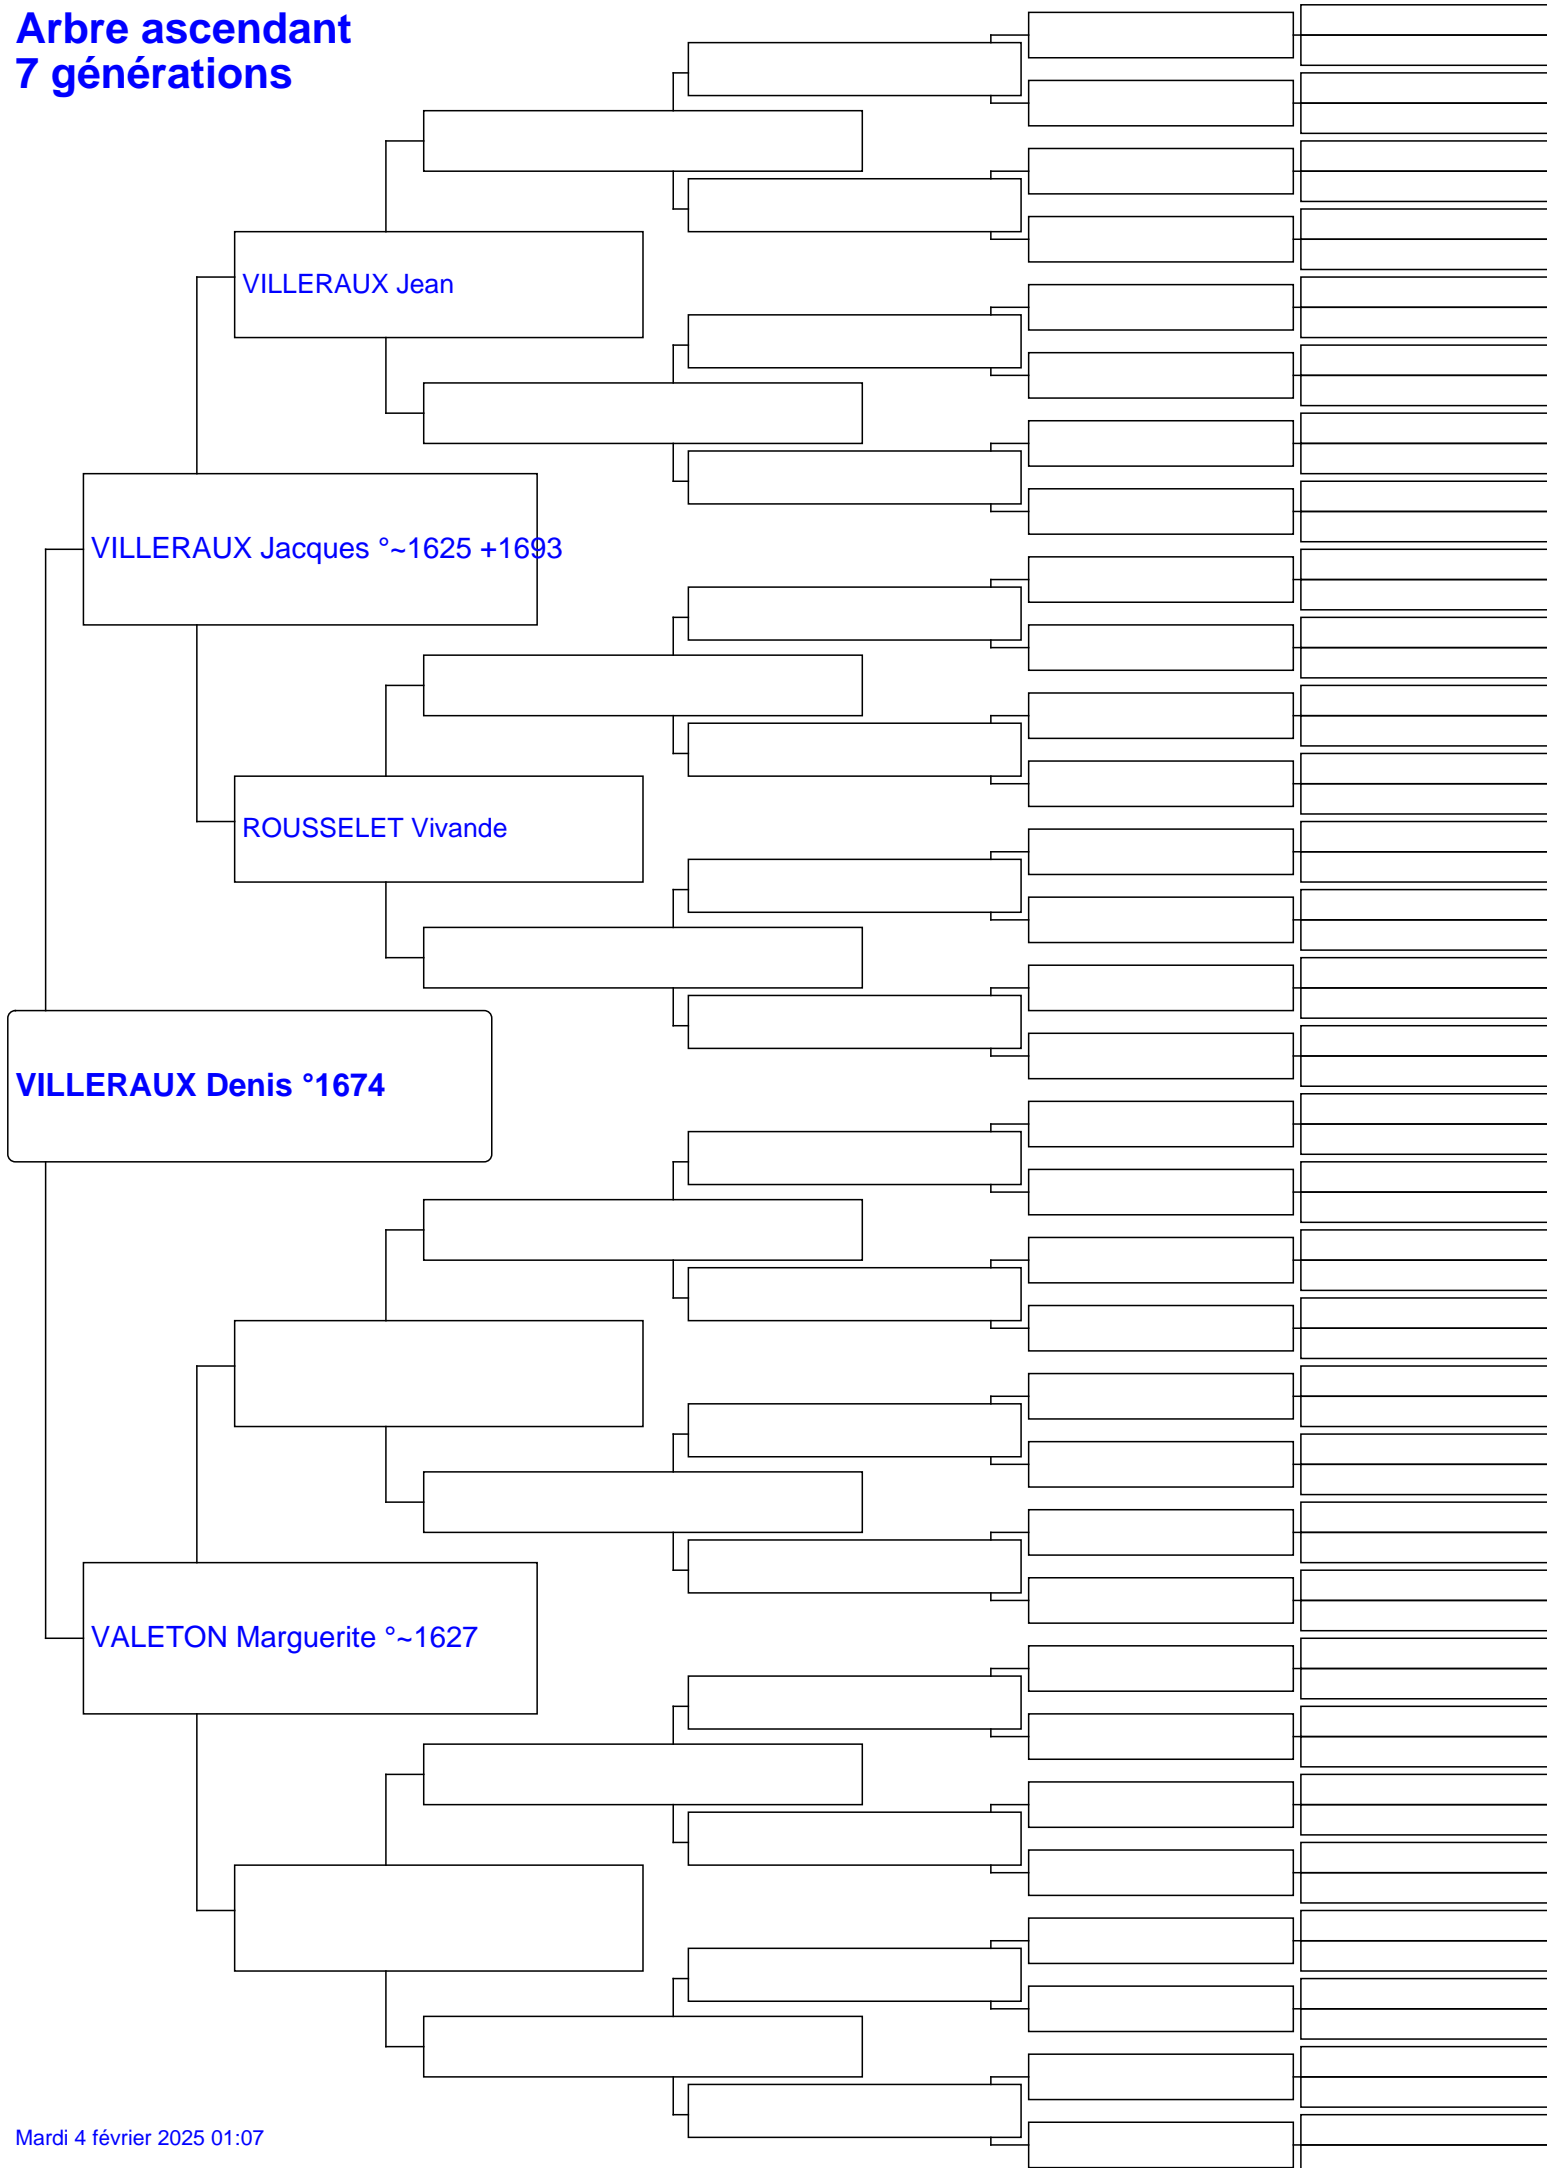 Arbre ascendant
7 générations
VILLERAUX Jean
VILLERAUX Jacques °~1625 +1693
ROUSSELET Vivande
VILLERAUX Denis °1674
VALETON Marguerite °~1627
Mardi 4 février 2025 01:07